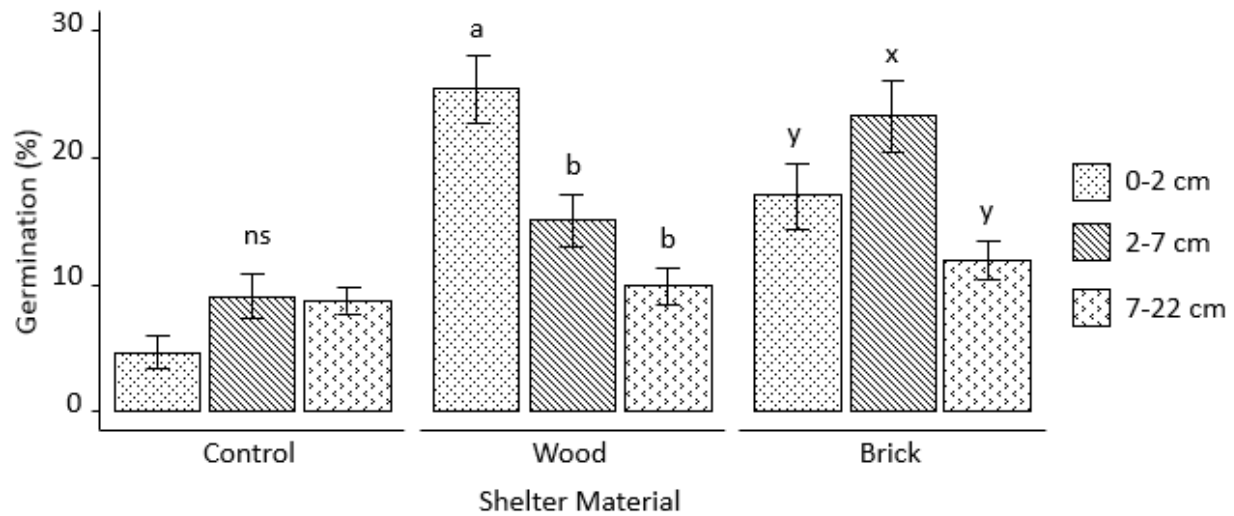 30
20
10
0
Germination (%)
ns
a
b
b
y
x
y
Control
Wood
Brick
Shelter Material
0-2 cm
2-7 cm
7-22 cm